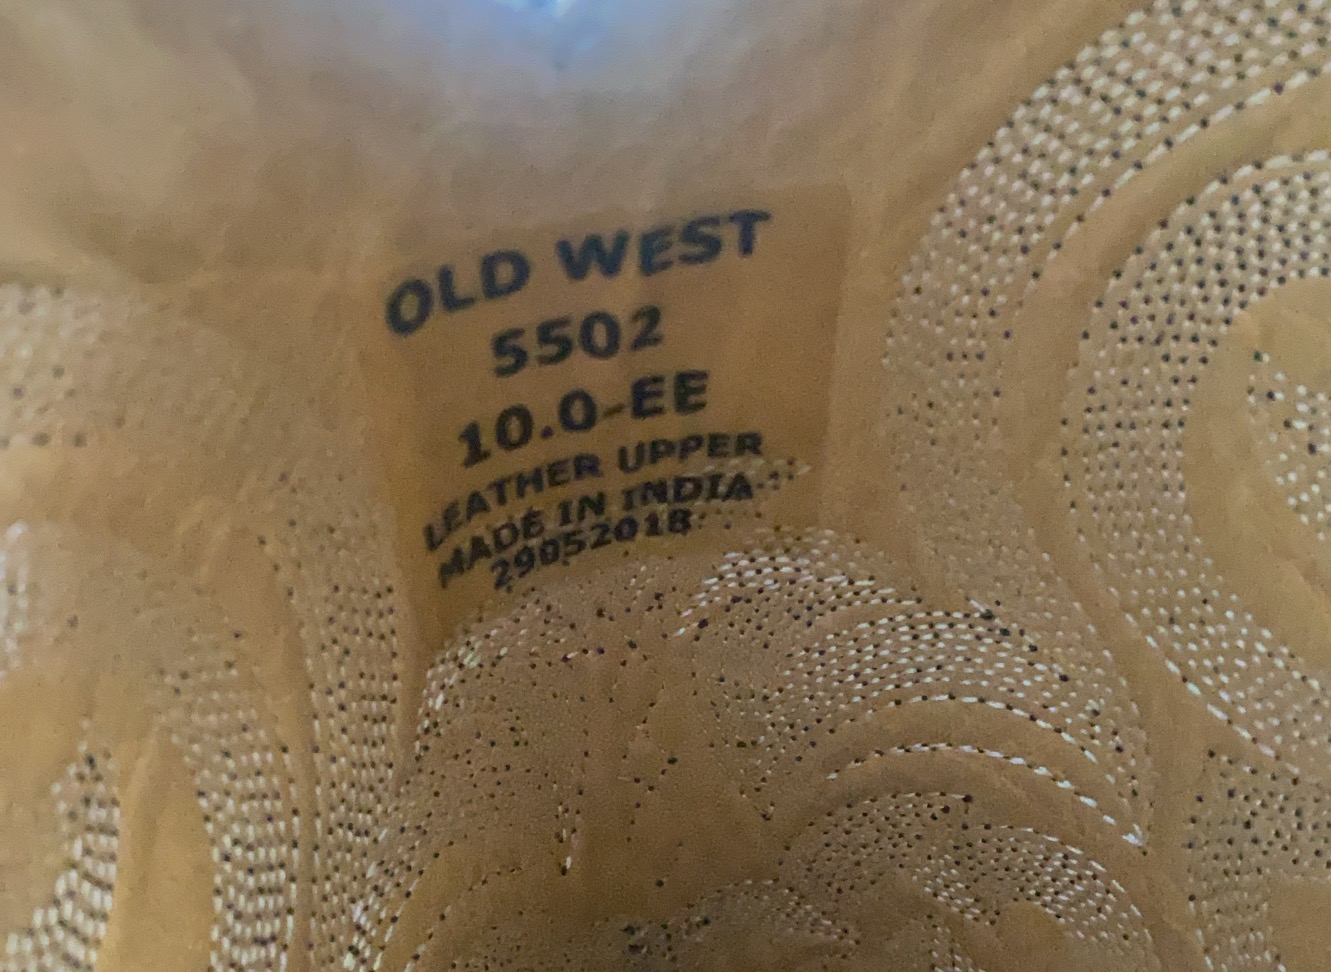 OLD WEST
5502
10.0-EE
LEATHER UPPER
MADE IN INDIA
29052018